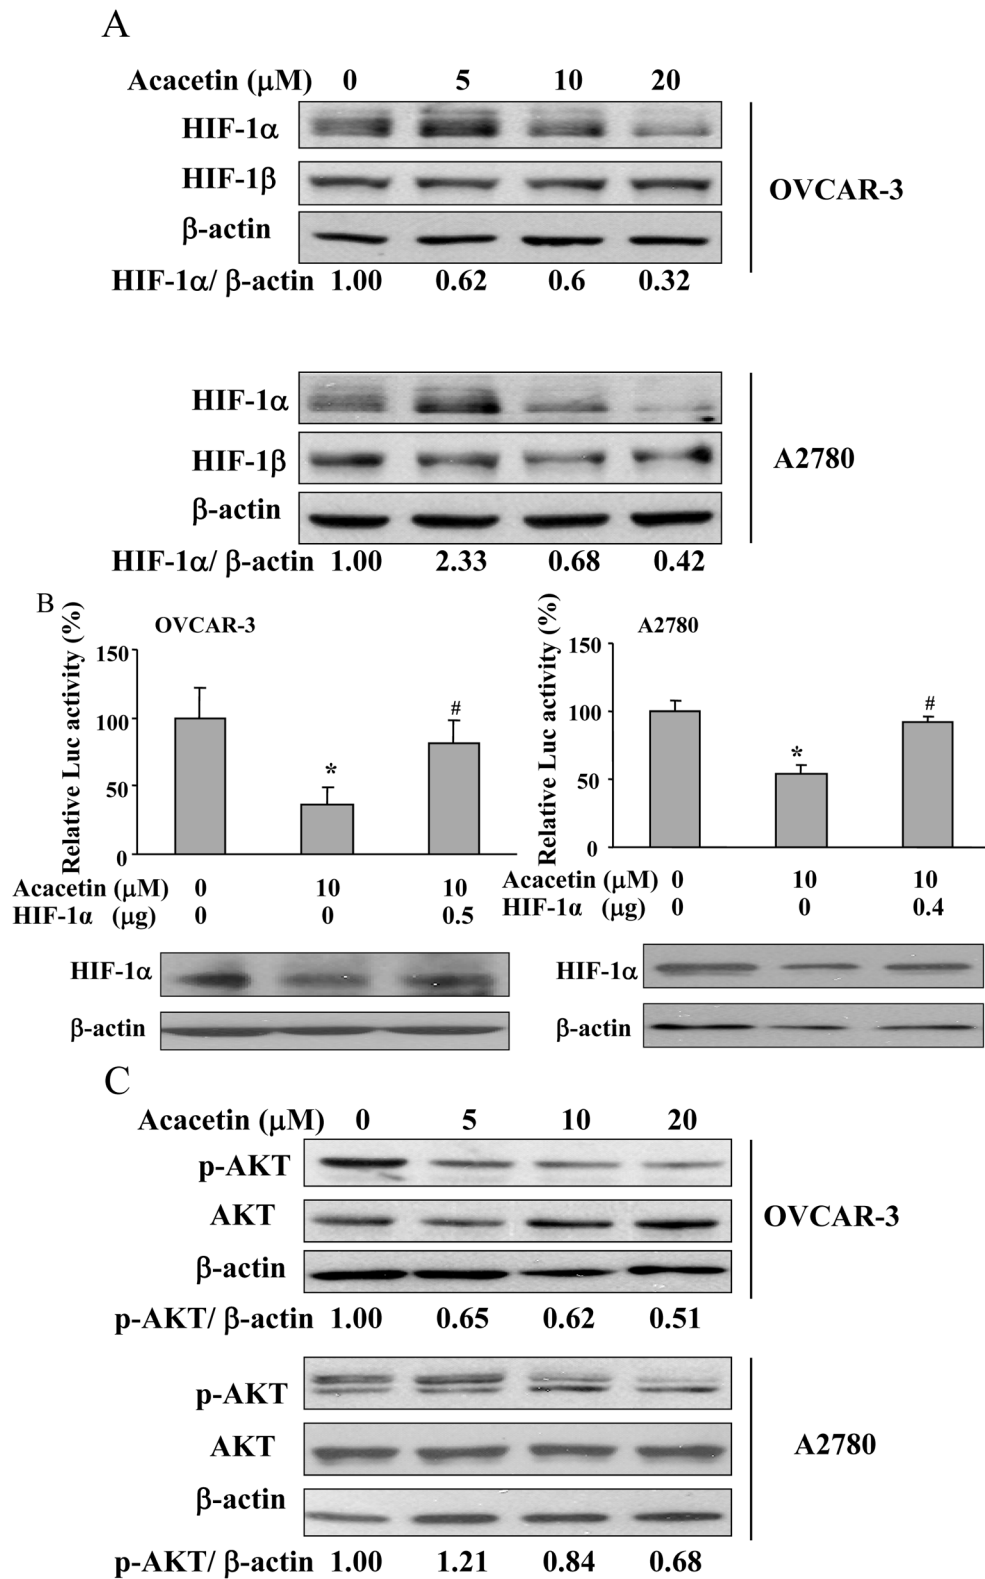 A
Acacetin (μM) 0 5 10 20
HIF-1α
HIF-1β
OVCAR-3
β-actin
HIF-1α/ β-actin 1.00 0.62 0.6 0.32
HIF-1α
HIF-1β
A2780
β-actin
HIF-1α/ β-actin 1.00 2.33 0.68 0.42
B
Relative Luc activity (%)
OVCAR-3
150
100
50
0
*
#
Acacetin (μM) 0 10 10
HIF-1α (μg) 0 0 0.5
HIF-1α
β-actin
Relative Luc activity (%)
A2780
150
100
50
0
*
#
Acacetin (μM) 0 10 10
HIF-1α (μg) 0 0 0.4
HIF-1α
β-actin
C
Acacetin (μM) 0 5 10 20
p-AKT
AKT
OVCAR-3
β-actin
p-AKT/ β-actin 1.00 0.65 0.62 0.51
p-AKT
AKT
A2780
β-actin
p-AKT/ β-actin 1.00 1.21 0.84 0.68